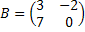 B = (3 −2
7 0)